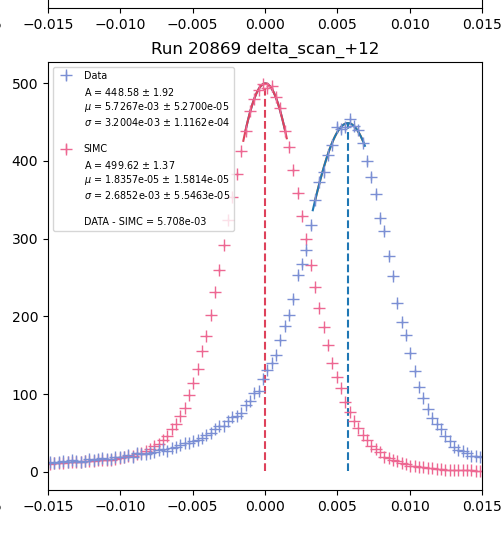 −0.015 −0.010 −0.005 0.000 0.005 0.010 0.015
Run 20869 delta_scan_+12
500
400
300
200
100
0
Data
A = 448.58 ± 1.92
μ = 5.7267e-03 ± 5.2700e-05
σ = 3.2004e-03 ± 1.1162e-04
SIMC
A = 499.62 ± 1.37
μ = 1.8357e-05 ± 1.5814e-05
σ = 2.6852e-03 ± 5.5463e-05
DATA - SIMC = 5.708e-03
−0.015 −0.010 −0.005 0.000 0.005 0.010 0.015